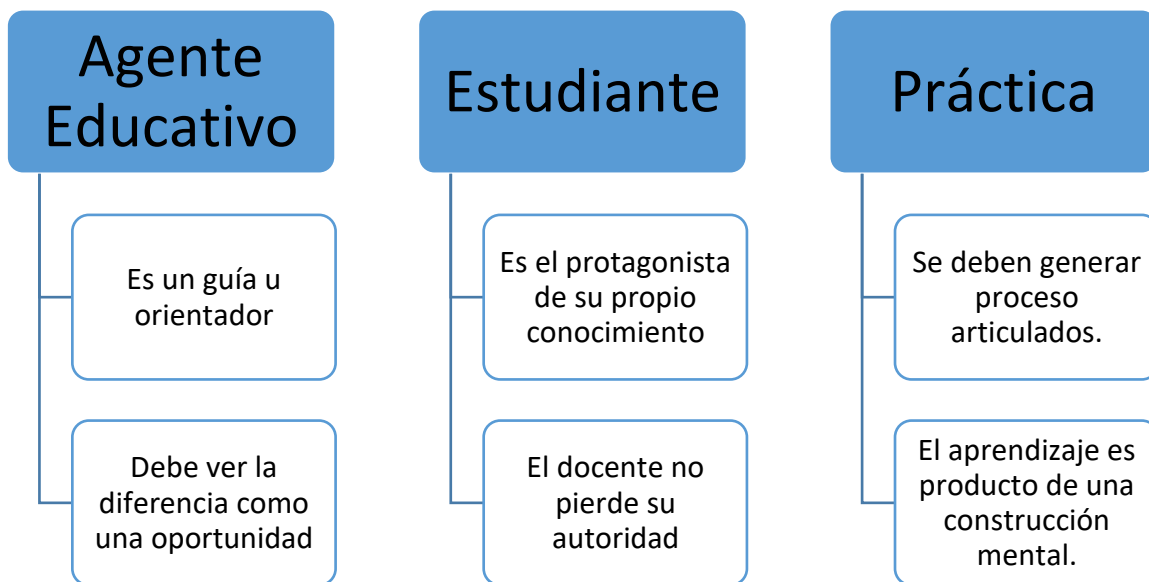 Agente
Educativo
Es un guía u
orientador
Debe ver la
diferencia como
una oportunidad
Estudiante
Es el protagonista
de su propio
conocimiento
El docente no
pierde su
autoridad
Práctica
Se deben generar
proceso
articulados.
El aprendizaje es
producto de una
construcción
mental.